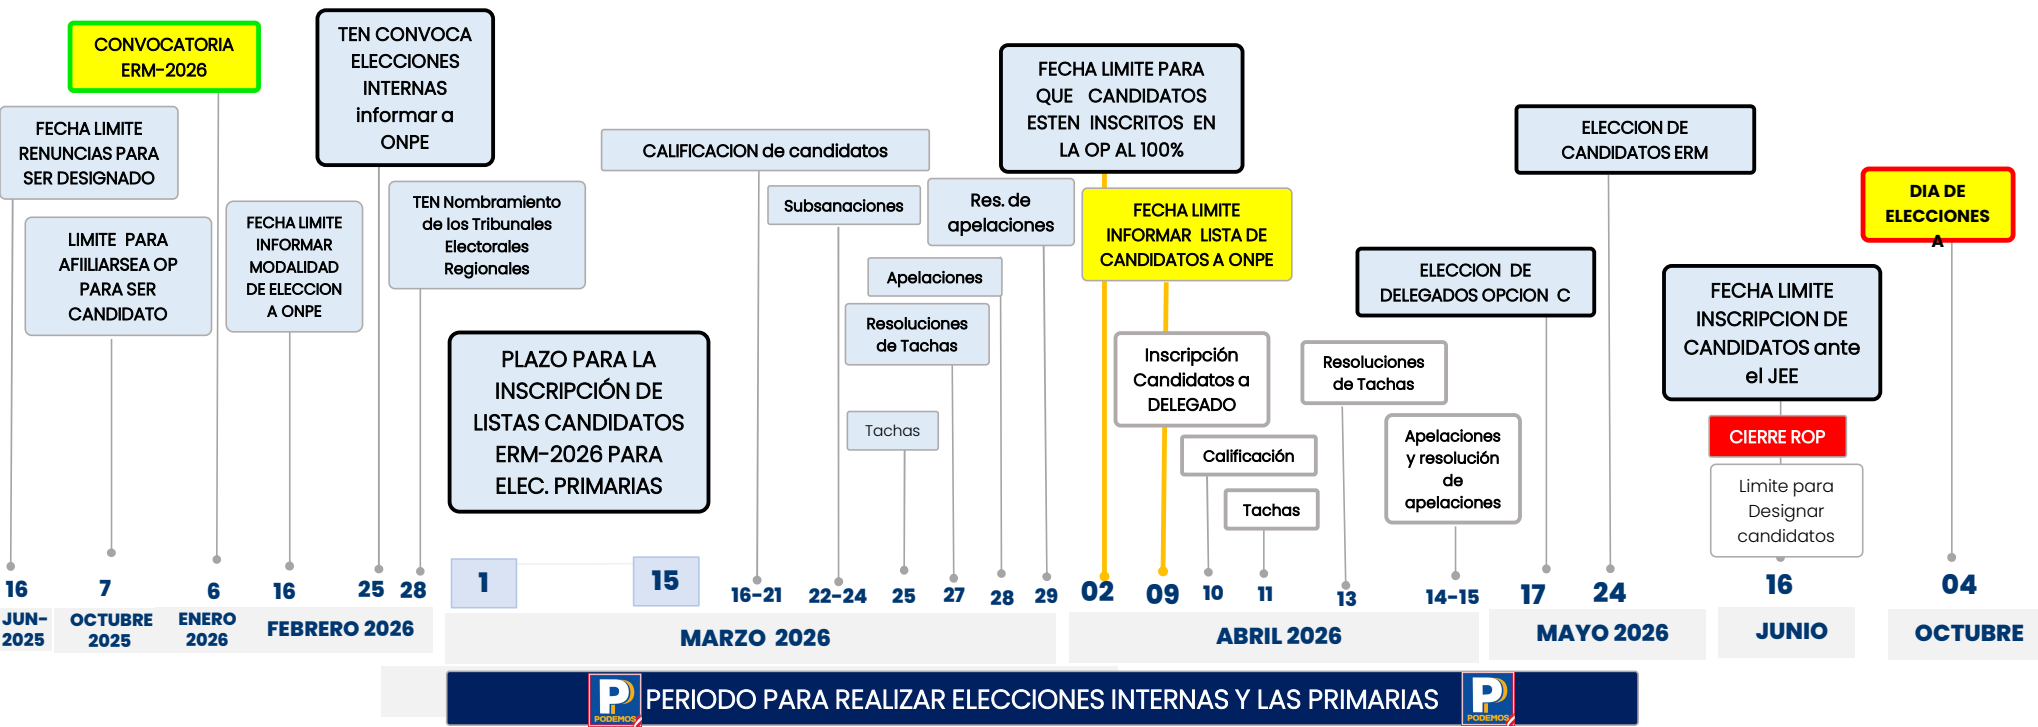 CONVOCATORIA
ERM-2026
FECHA LIMITE
RENUNCIAS PARA
SER DESIGNADO
LIMITE PARA
AFIILIARSEA OP
PARA SER
CANDIDATO
FECHA LIMITE
INFORMAR
MODALIDAD
DE ELECCION
A ONPE
TEN CONVOCA
ELECCIONES
INTERNAS
informar a
ONPE
TEN Nombramiento
de los Tribunales
Electorales
Regionales
PLAZO PARA LA
INSCRIPCIÓN DE
LISTAS CANDIDATOS
ERM-2026 PARA
ELEC. PRIMARIAS
CALIFICACION de candidatos
Subsanaciones
Apelaciones
Resoluciones
de Tachas
Tachas
Res. de
apelaciones
FECHA LIMITE PARA
QUE CANDIDATOS
ESTEN INSCRITOS EN
LA OP AL 100%
FECHA LIMITE
INFORMAR LISTA DE
CANDIDATOS A ONPE
Inscripción
Candidatos a
DELEGADO
Calificación
Tachas
Resoluciones
de Tachas
Apelaciones
y resolución
de
apelaciones
ELECCION DE
DELEGADOS OPCION C
ELECCION DE
CANDIDATOS ERM
FECHA LIMITE
INSCRIPCION DE
CANDIDATOS ante
el JEE
CIERRE ROP
Limite para
Designar
candidatos
DIA DE
ELECCIONES
A
16
7
6
16
25
28
1
15
16-21
22-24
25
27
28
29
02
09
10
11
13
14-15
17
24
16
04
JUN-
2025
OCTUBRE
2025
ENERO
2026
FEBRERO 2026
MARZO 2026
ABRIL 2026
MAYO 2026
JUNIO
OCTUBRE
PODEMOS
PERIODO PARA REALIZAR ELECCIONES INTERNAS Y LAS PRIMARIAS
PODEMOS